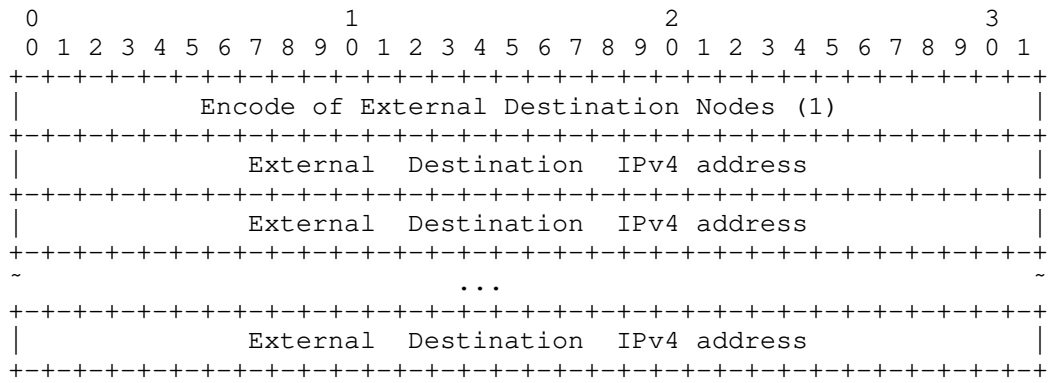 0                   1                   2                   3
 0 1 2 3 4 5 6 7 8 9 0 1 2 3 4 5 6 7 8 9 0 1 2 3 4 5 6 7 8 9 0 1
+-+-+-+-+-+-+-+-+-+-+-+-+-+-+-+-+-+-+-+-+-+-+-+-+-+-+-+-+-+-+-+-+
|           Encode of External Destination Nodes (1)            |
+-+-+-+-+-+-+-+-+-+-+-+-+-+-+-+-+-+-+-+-+-+-+-+-+-+-+-+-+-+-+-+-+
|              External  Destination  IPv4 address              |
+-+-+-+-+-+-+-+-+-+-+-+-+-+-+-+-+-+-+-+-+-+-+-+-+-+-+-+-+-+-+-+-+
|              External  Destination  IPv4 address              |
+-+-+-+-+-+-+-+-+-+-+-+-+-+-+-+-+-+-+-+-+-+-+-+-+-+-+-+-+-+-+-+-+
~                           ...                                 ~
+-+-+-+-+-+-+-+-+-+-+-+-+-+-+-+-+-+-+-+-+-+-+-+-+-+-+-+-+-+-+-+-+
|              External  Destination  IPv4 address              |
+-+-+-+-+-+-+-+-+-+-+-+-+-+-+-+-+-+-+-+-+-+-+-+-+-+-+-+-+-+-+-+-+